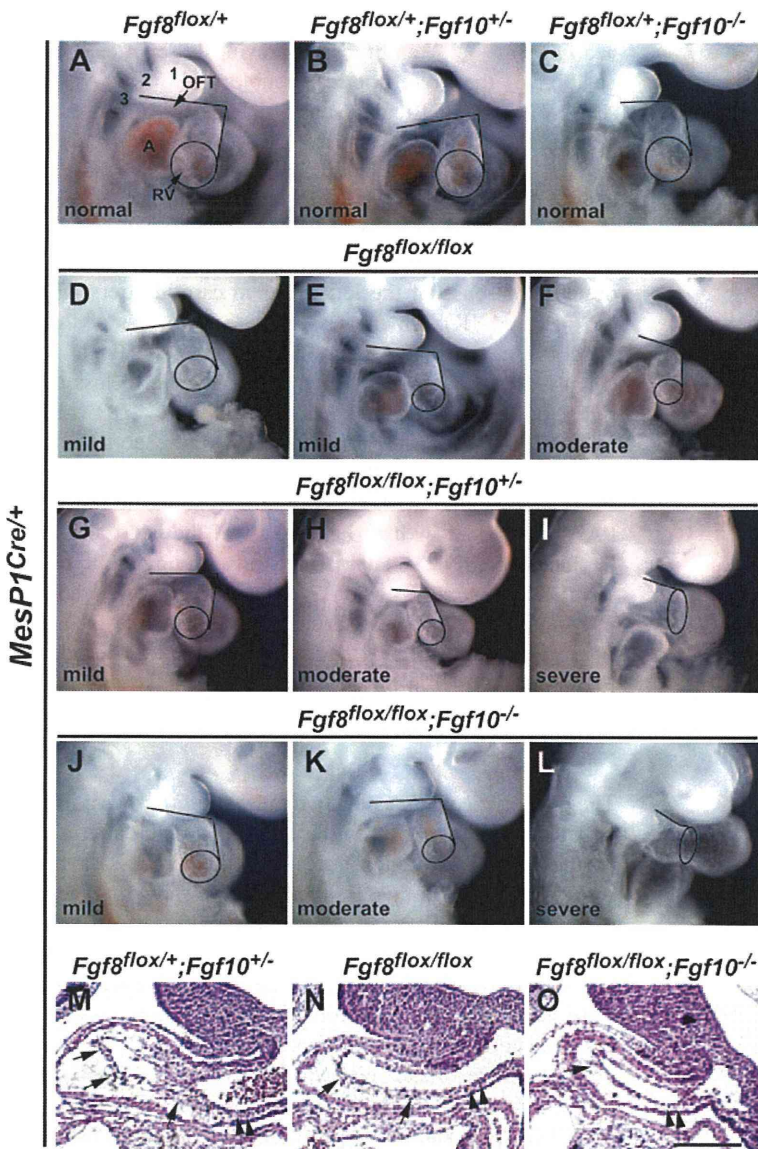 Fgf8flox/+ Fgf8flox/+;Fgf10+/- Fgf8flox/+;Fgf10-/-
A B C
1
2 OFT
3
A
RV
normal normal normal
Fgf8flox/flox
D E F
mild mild moderate
Fgf8flox/flox;Fgf10+/-
G H I
mild moderate severe
Fgf8flox/flox;Fgf10-/-
J K L
mild moderate severe
Fgf8flox/+;Fgf10+/- Fgf8flox/flox Fgf8flox/flox;Fgf10-/-
M N O
MesP1Cre/+